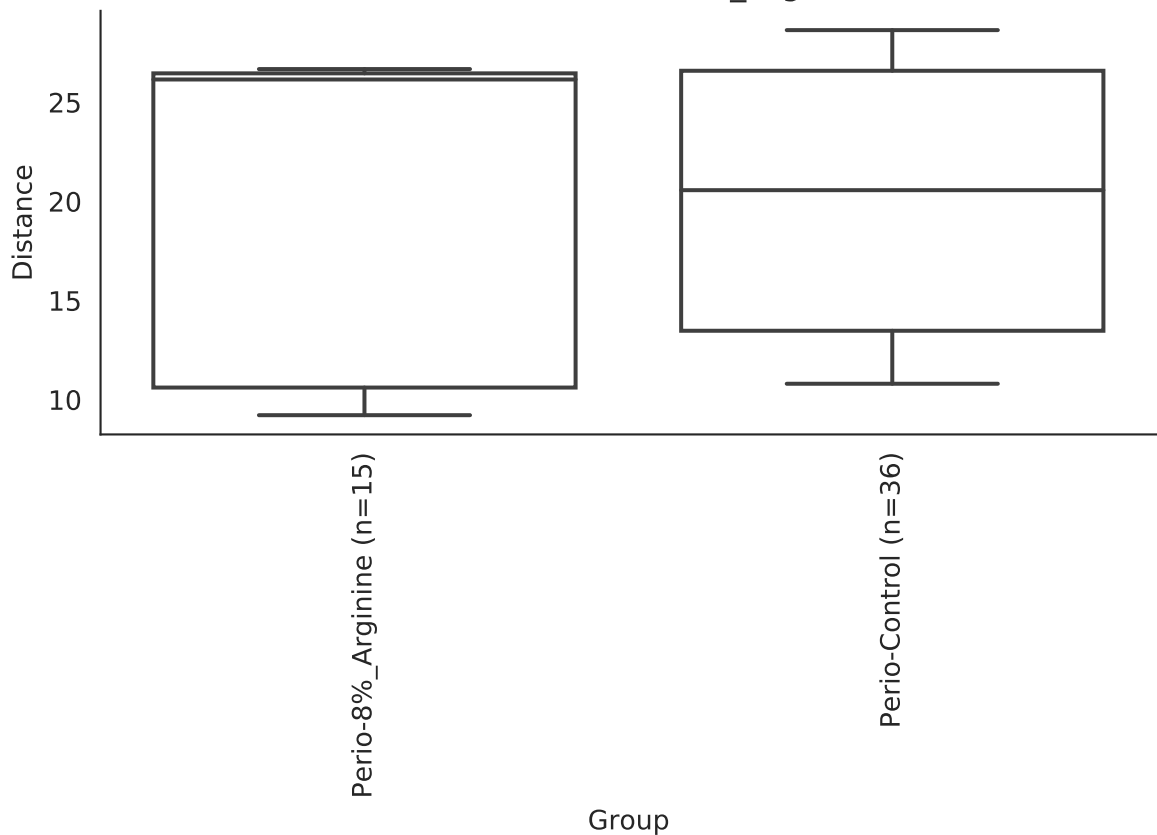 Distance
25
20
15
10
Perio-8%_Arginine (n=15)
Perio-Control (n=36)
Group